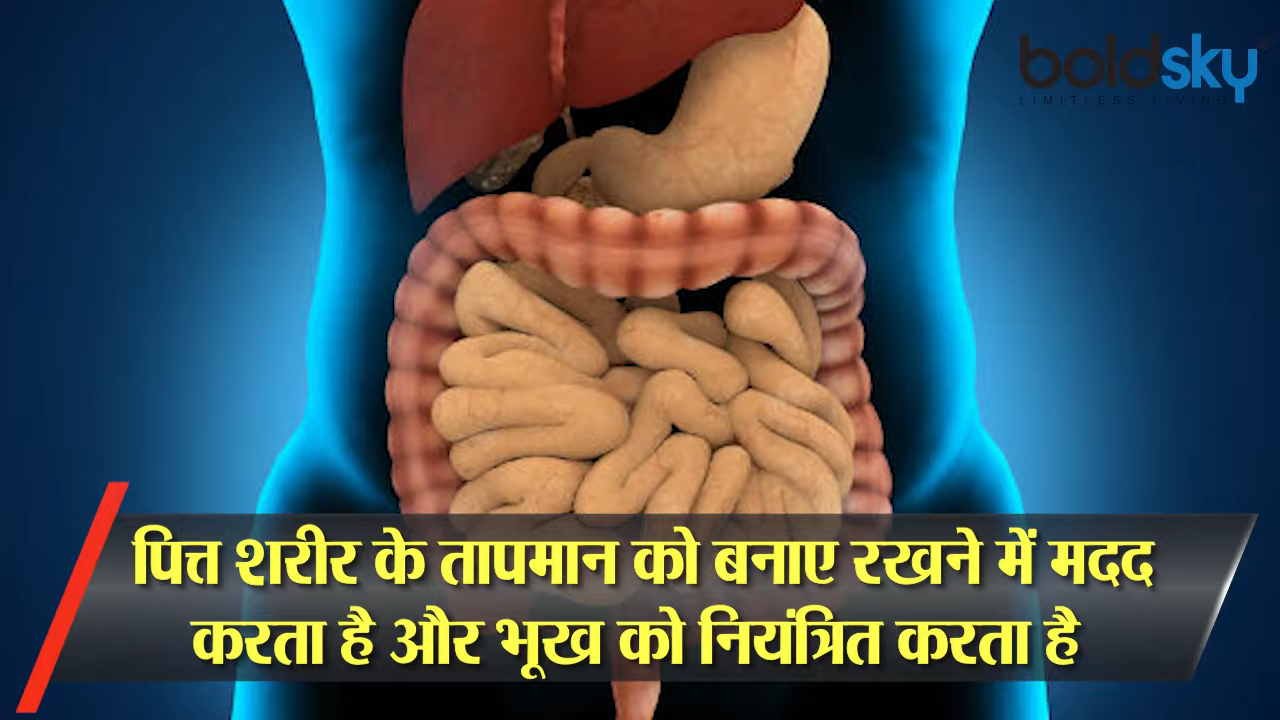 boldsky
LIMITLESS LIVING
पित्त शरीर के तापमान को बनाए रखने में मदद
करता है और भूख को नियंत्रित करता है